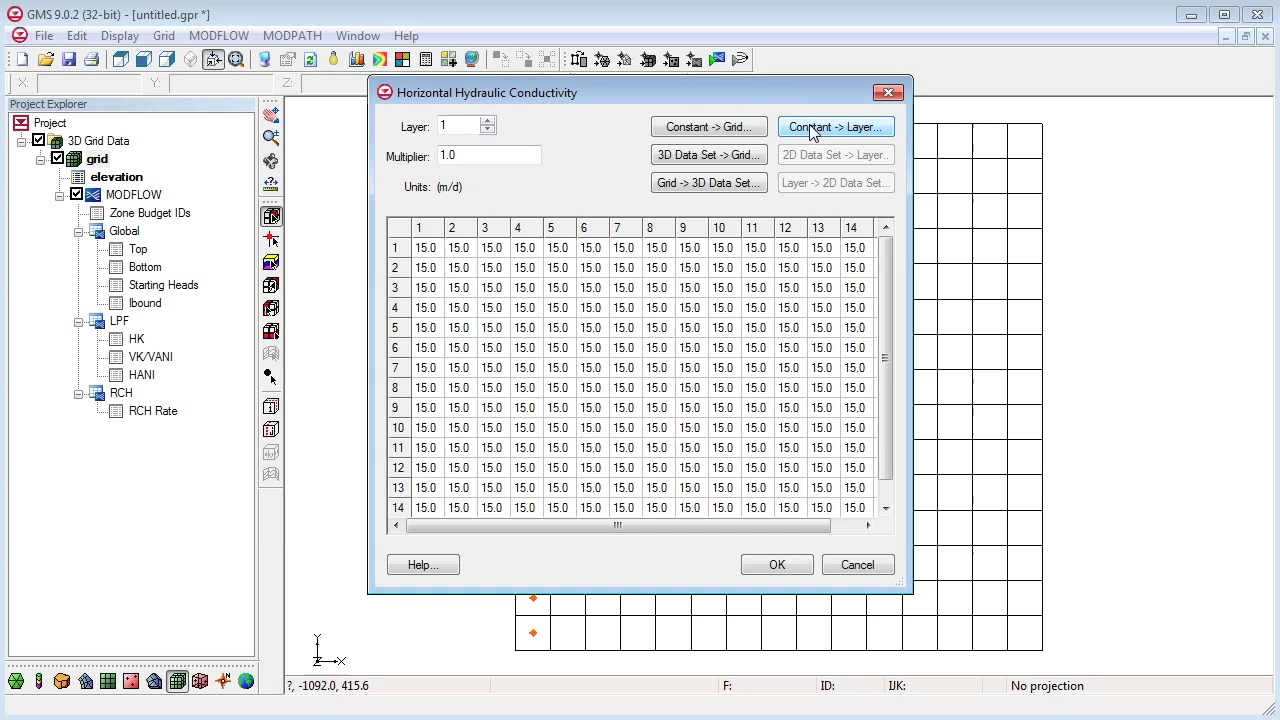 GMS 9.0.2 (32-bit) - [untitled.gpr *]
File Edit Display Grid MODFLOW MODPATH Window Help
X: Y: Z:
Project Explorer
Project
3D Grid Data
grid
elevation
MODFLOW
Zone Budget IDs
Global
Top
Bottom
Starting Heads
Ibound
LPF
HK
VK/VANI
HANI
RCH
RCH Rate
Horizontal Hydraulic Conductivity
Layer: 1
Constant -> Grid... Constant -> Layer...
Multiplier: 1.0
3D Data Set -> Grid... 2D Data Set -> Layer..
Units: (m/d)
Grid -> 3D Data Set... Layer -> 2D Data Set...
1 2 3 4 5 6 7 8 9 10 11 12 13 14
1 15.0 15.0 15.0 15.0 15.0 15.0 15.0 15.0 15.0 15.0 15.0 15.0 15.0 15.0
2 15.0 15.0 15.0 15.0 15.0 15.0 15.0 15.0 15.0 15.0 15.0 15.0 15.0 15.0
3 15.0 15.0 15.0 15.0 15.0 15.0 15.0 15.0 15.0 15.0 15.0 15.0 15.0 15.0
4 15.0 15.0 15.0 15.0 15.0 15.0 15.0 15.0 15.0 15.0 15.0 15.0 15.0 15.0
5 15.0 15.0 15.0 15.0 15.0 15.0 15.0 15.0 15.0 15.0 15.0 15.0 15.0 15.0
6 15.0 15.0 15.0 15.0 15.0 15.0 15.0 15.0 15.0 15.0 15.0 15.0 15.0 15.0
7 15.0 15.0 15.0 15.0 15.0 15.0 15.0 15.0 15.0 15.0 15.0 15.0 15.0 15.0
8 15.0 15.0 15.0 15.0 15.0 15.0 15.0 15.0 15.0 15.0 15.0 15.0 15.0 15.0
9 15.0 15.0 15.0 15.0 15.0 15.0 15.0 15.0 15.0 15.0 15.0 15.0 15.0 15.0
10 15.0 15.0 15.0 15.0 15.0 15.0 15.0 15.0 15.0 15.0 15.0 15.0 15.0 15.0
11 15.0 15.0 15.0 15.0 15.0 15.0 15.0 15.0 15.0 15.0 15.0 15.0 15.0 15.0
12 15.0 15.0 15.0 15.0 15.0 15.0 15.0 15.0 15.0 15.0 15.0 15.0 15.0 15.0
13 15.0 15.0 15.0 15.0 15.0 15.0 15.0 15.0 15.0 15.0 15.0 15.0 15.0 15.0
14 15.0 15.0 15.0 15.0 15.0 15.0 15.0 15.0 15.0 15.0 15.0 15.0 15.0 15.0
Help... OK Cancel
Y
X
?, -1092.0, 415.6 F: ID: IJK: No projection